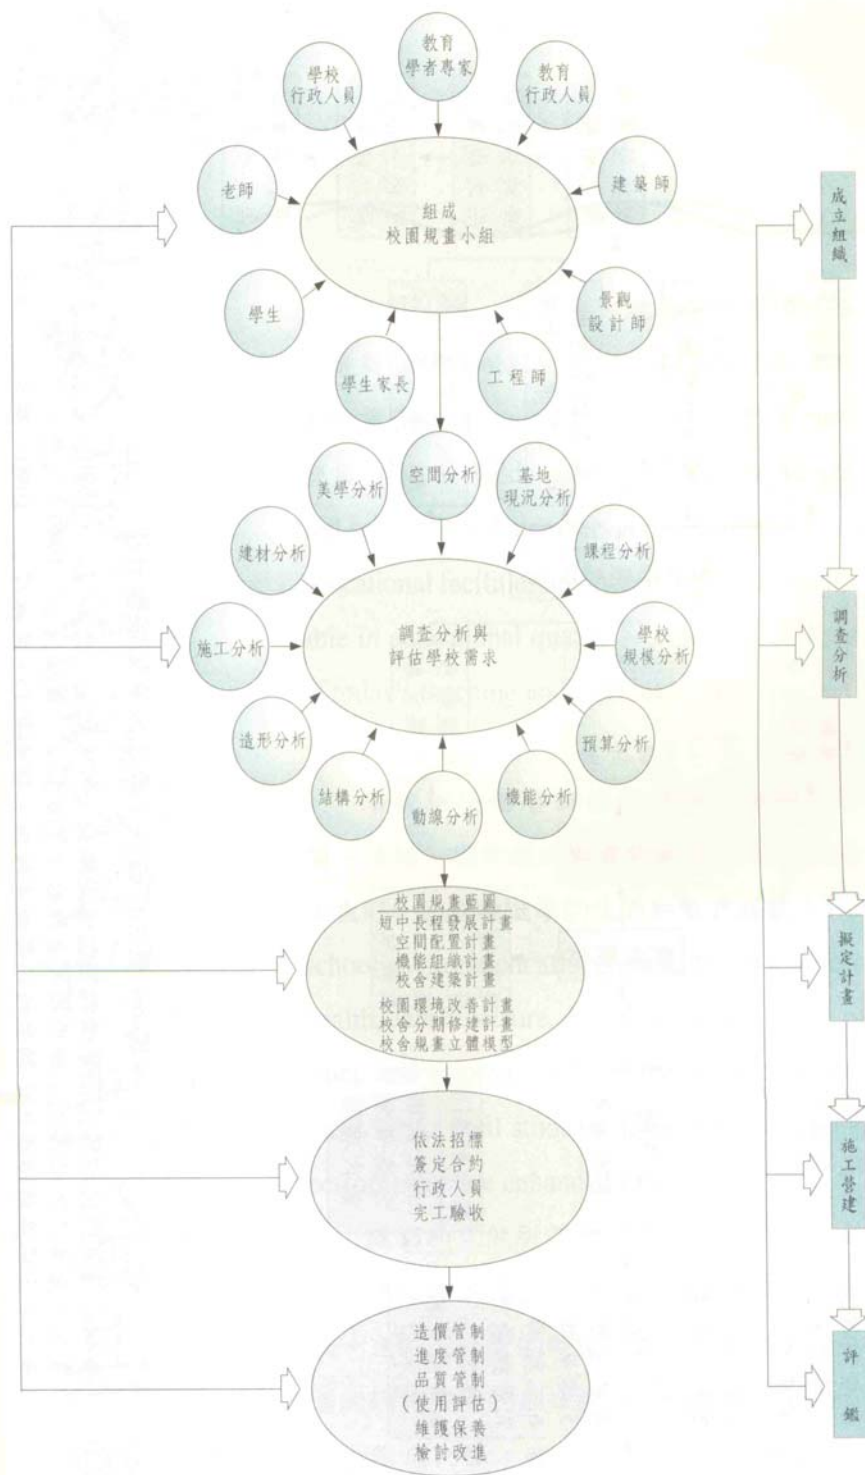 教育
學者專家
學校
行政人員
教育
行政人員
老師
建築師
組成
校園規畫小組
學生
景觀
設計師
學生家長
工程師
成立組織
空間分析
美學分析
基地
現況分析
建材分析
課程分析
施工分析
調查分析與
評估學校需求
學校
規模分析
調查分析
造形分析
預算分析
結構分析
動線分析
機能分析
校園規畫藍圖
短中長程發展計畫
空間配置計畫
機能組織計畫
校舍建築計畫
校園環境改善計畫
校舍分期修建計畫
校舍規畫立體模型
擬定計畫
依法招標
簽定合約
行政人員
完工驗收
施工營建
造價管制
進度管制
品質管制
(使用評估)
維護保養
檢討改進
評鑑